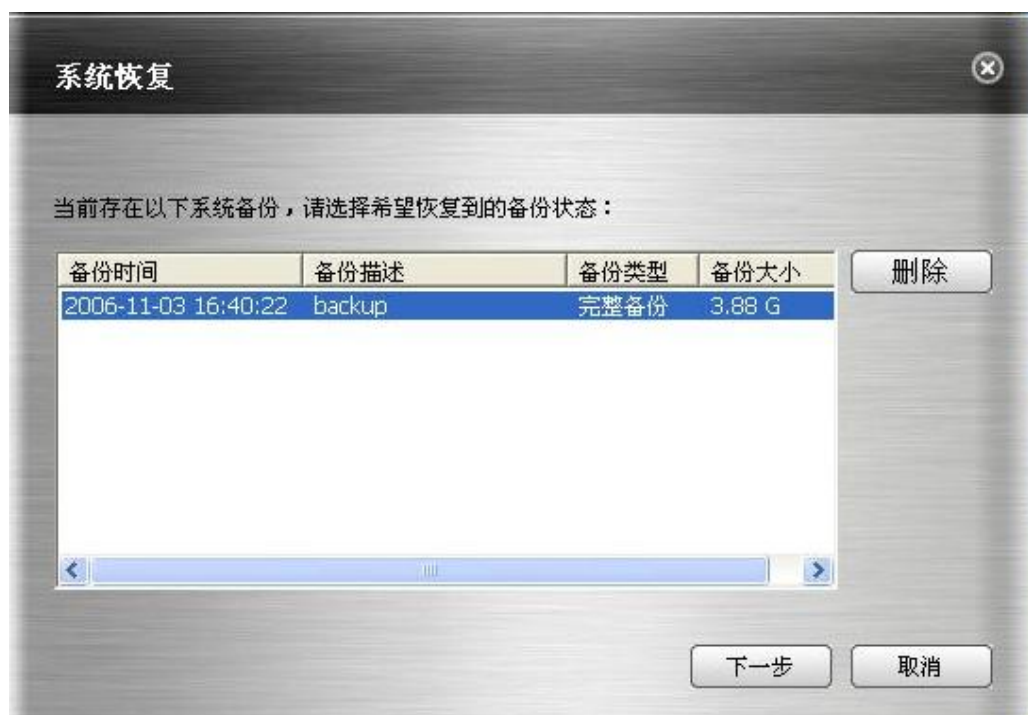 系统恢复
当前存在以下系统备份，请选择希望恢复到的备份状态：
备份时间 备份描述 备份类型 备份大小 删除
2006-11-03 16:40:22 backup 完整备份 3.88 G
下一步 取消